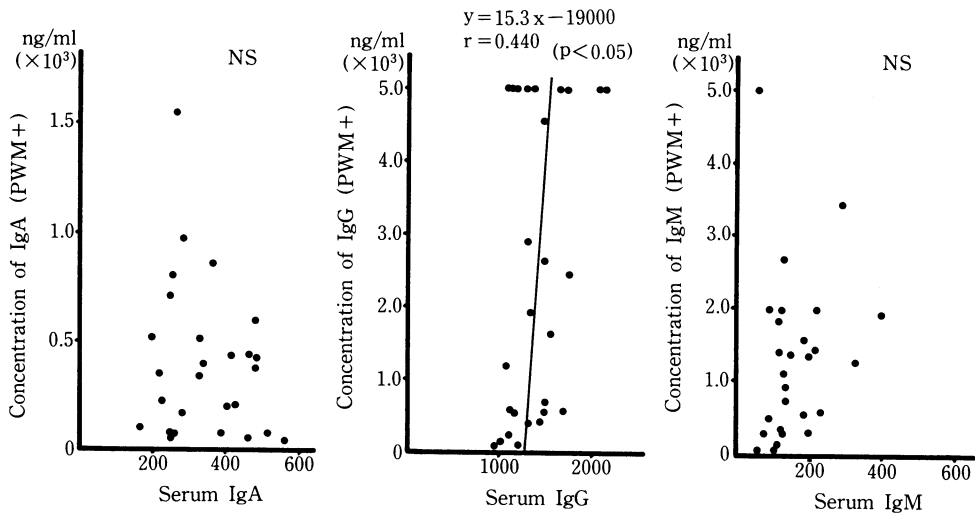 ng/ml
(×10³)
NS
Concentration of IgA (PWM+)
1.5
1.0
0.5
0
200
400
600
Serum IgA
y=15.3x−19000
r=0.440 (p<0.05)
ng/ml
(×10³)
Concentration of IgG (PWM+)
5.0
4.0
3.0
2.0
1.0
0
1000
2000
Serum IgG
ng/ml
(×10³)
NS
Concentration of IgM (PWM+)
5.0
4.0
3.0
2.0
1.0
0
200
400
600
Serum IgM